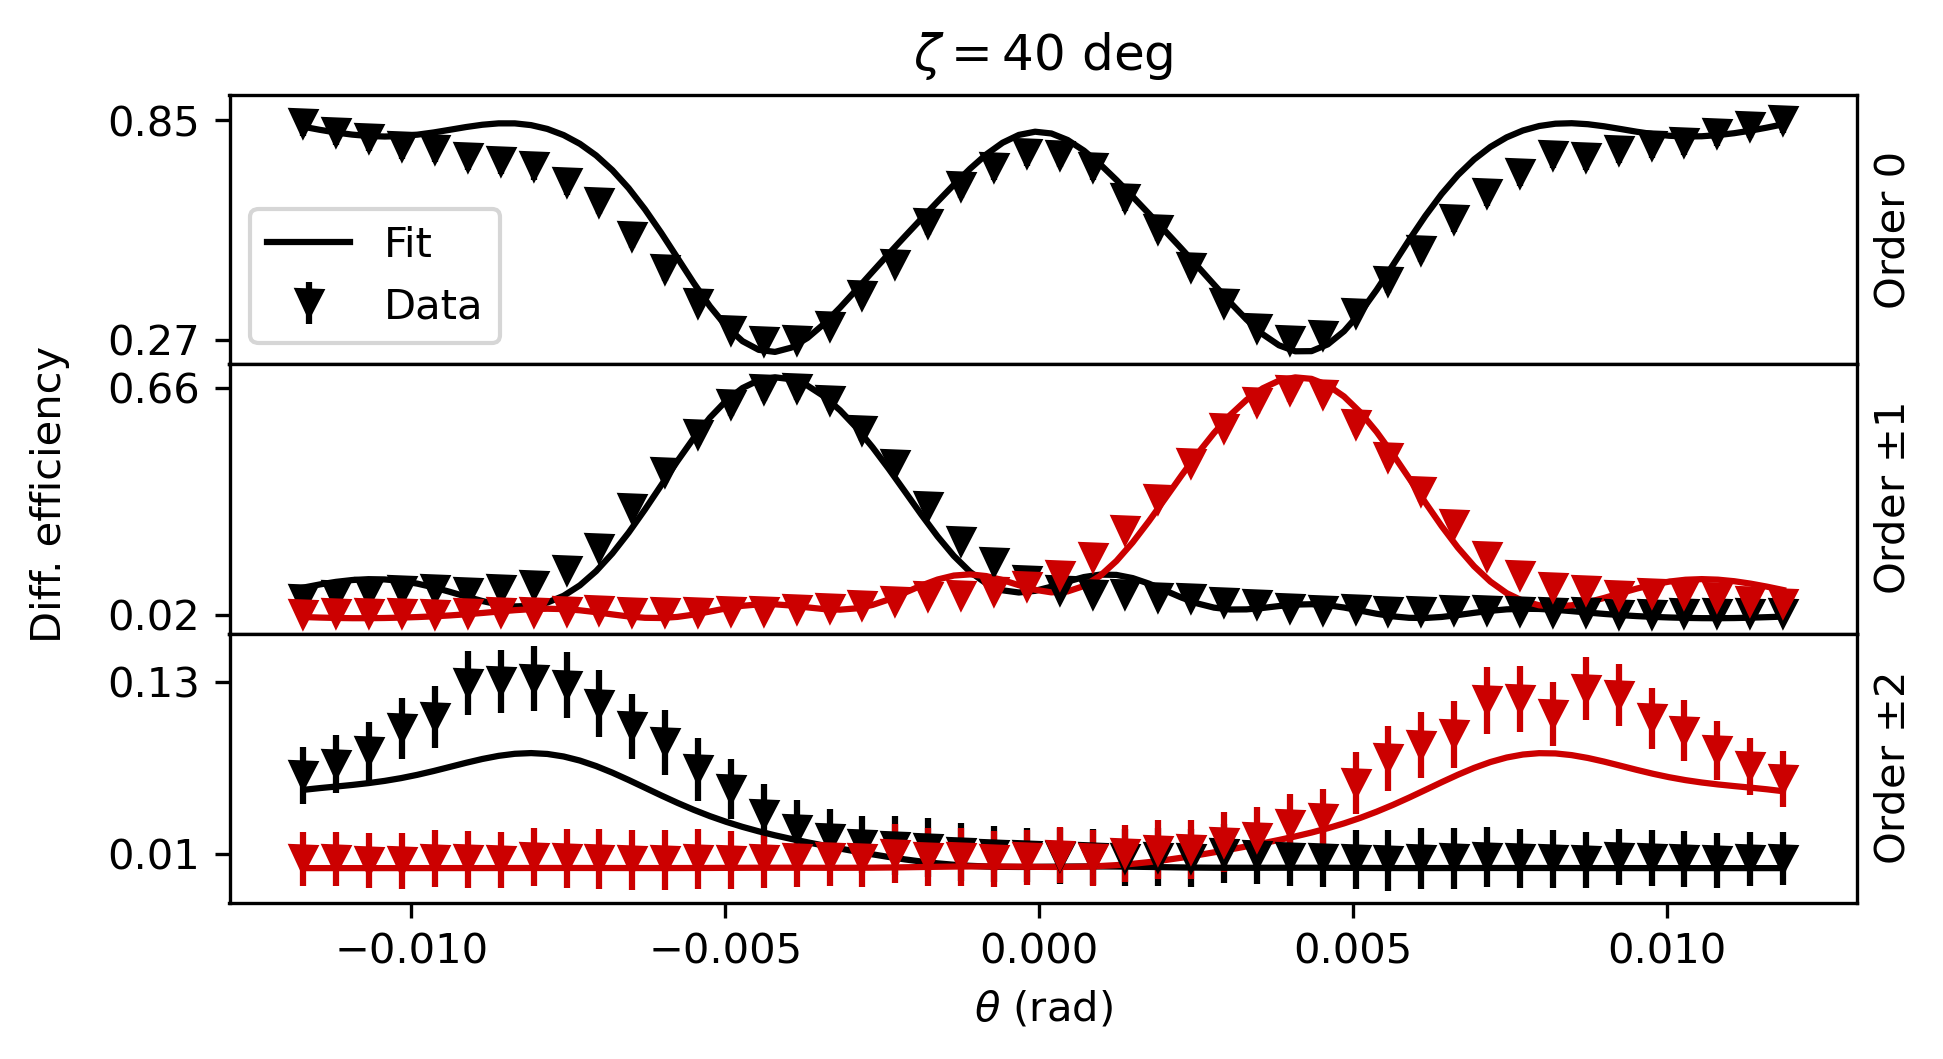 ζ = 40 deg
0.85
0.27
Fit
Data
Order 0
0.66
0.02
Order ±1
Diff. efficiency
0.13
0.01
Order ±2
−0.010 −0.005 0.000 0.005 0.010
θ (rad)